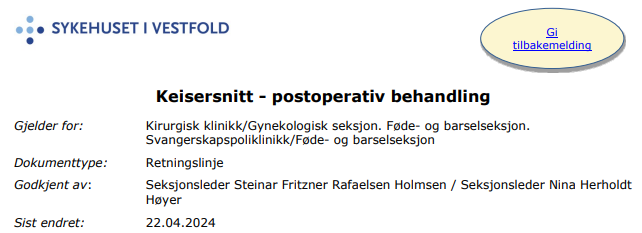 SYKEHUSET I VESTFOLD
Gi
tilbakemelding
Keisersnitt - postoperativ behandling
Gjelder for: Kirurgisk klinikk/Gynekologisk seksjon. Føde- og barselseksjon.
Svangerskapspoliklinikk/Føde- og barselseksjon
Dokumenttype: Retningslinje
Godkjent av: Seksjonsleder Steinar Fritzner Rafaelsen Holmsen / Seksjonsleder Nina Herholdt
Høyer
Sist endret: 22.04.2024